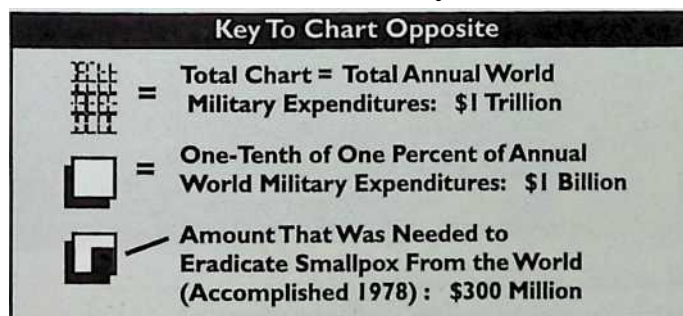 Key To Chart Opposite
= Total Chart = Total Annual World
Military Expenditures: $1 Trillion
= One-Tenth of One Percent of Annual
World Military Expenditures: $1 Billion
Amount That Was Needed to
Eradicate Smallpox From the World
(Accomplished 1978) : $300 Million